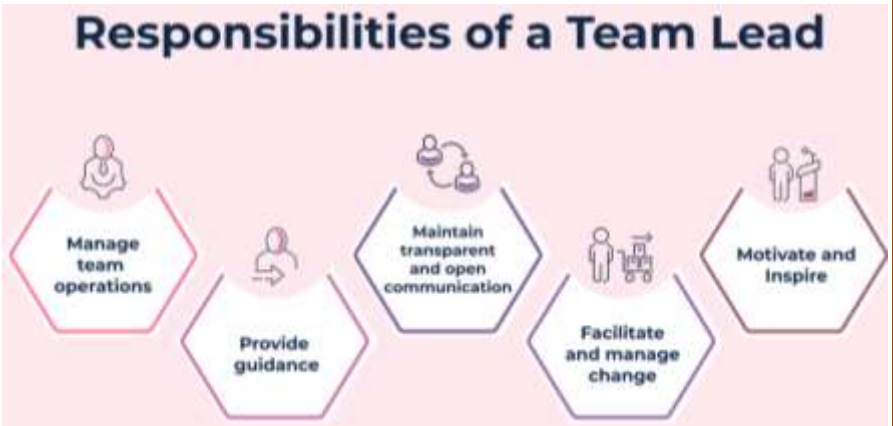 Responsibilities of a Team Lead
Manage
team
operations
Provide
guidance
Maintain
transparent
and open
communication
Facilitate
and manage
change
Motivate and
Inspire